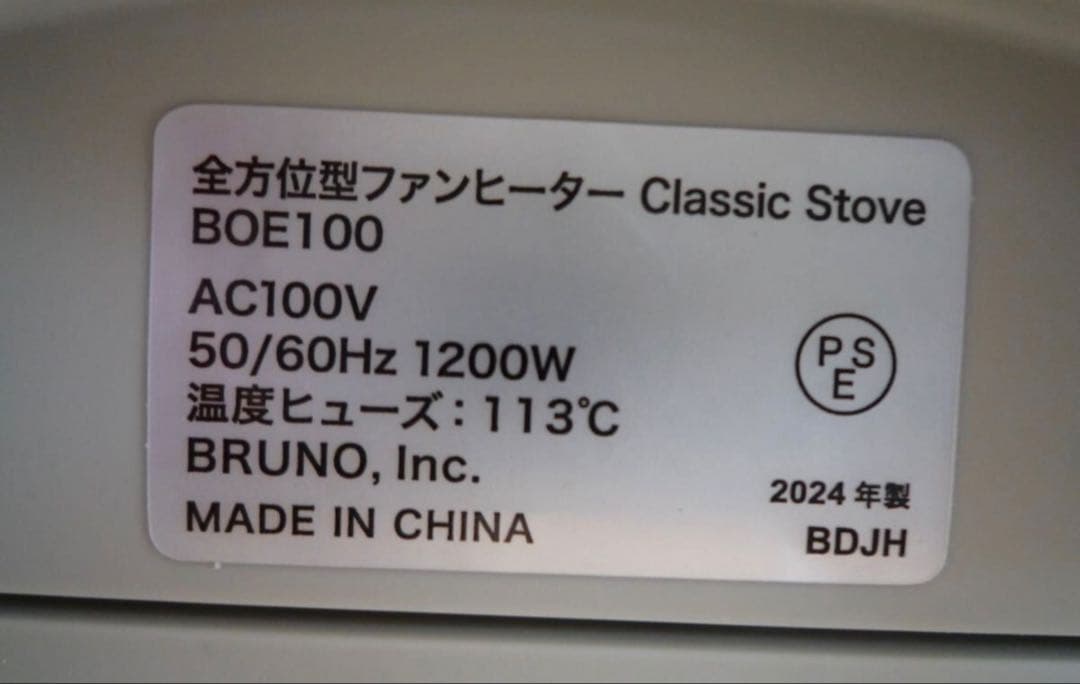 全方位型ファンヒーター Classic Stove
BOE100
AC100V
50/60Hz 1200W
温度ヒューズ：113℃
BRUNO, Inc.
MADE IN CHINA
PSE
2024 年製
BDJH